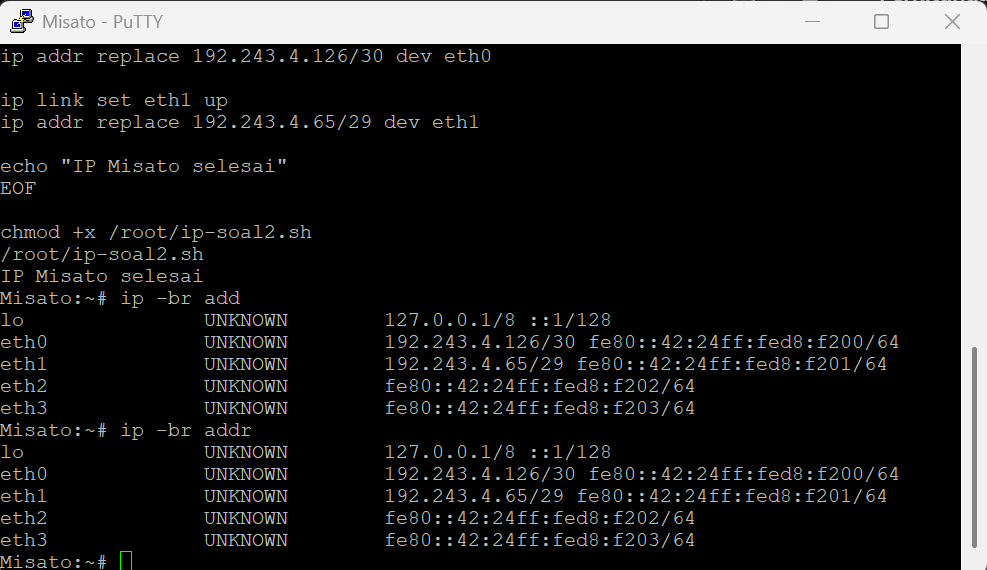 Misato - PuTTY
ip addr replace 192.243.4.126/30 dev eth0
ip link set eth1 up
ip addr replace 192.243.4.65/29 dev eth1
echo "IP Misato selesai"
EOF
chmod +x /root/ip-soal2.sh
/root/ip-soal2.sh
IP Misato selesai
Misato:~# ip -br add
lo UNKNOWN 127.0.0.1/8 ::1/128
eth0 UNKNOWN 192.243.4.126/30 fe80::42:24ff:fed8:f200/64
eth1 UNKNOWN 192.243.4.65/29 fe80::42:24ff:fed8:f201/64
eth2 UNKNOWN fe80::42:24ff:fed8:f202/64
eth3 UNKNOWN fe80::42:24ff:fed8:f203/64
Misato:~# ip -br addr
lo UNKNOWN 127.0.0.1/8 ::1/128
eth0 UNKNOWN 192.243.4.126/30 fe80::42:24ff:fed8:f200/64
eth1 UNKNOWN 192.243.4.65/29 fe80::42:24ff:fed8:f201/64
eth2 UNKNOWN fe80::42:24ff:fed8:f202/64
eth3 UNKNOWN fe80::42:24ff:fed8:f203/64
Misato:~#